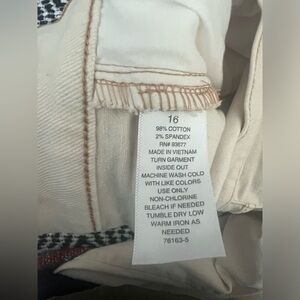 16
98% COTTON
2% SPANDEX
RN# 93677
MADE IN VIETNAM
TURN GARMENT
INSIDE OUT
MACHINE WASH COLD
WITH LIKE COLORS
USE ONLY
NON-CHLORINE
BLEACH IF NEEDED
TUMBLE DRY LOW
WARM IRON AS
NEEDED
78163-5